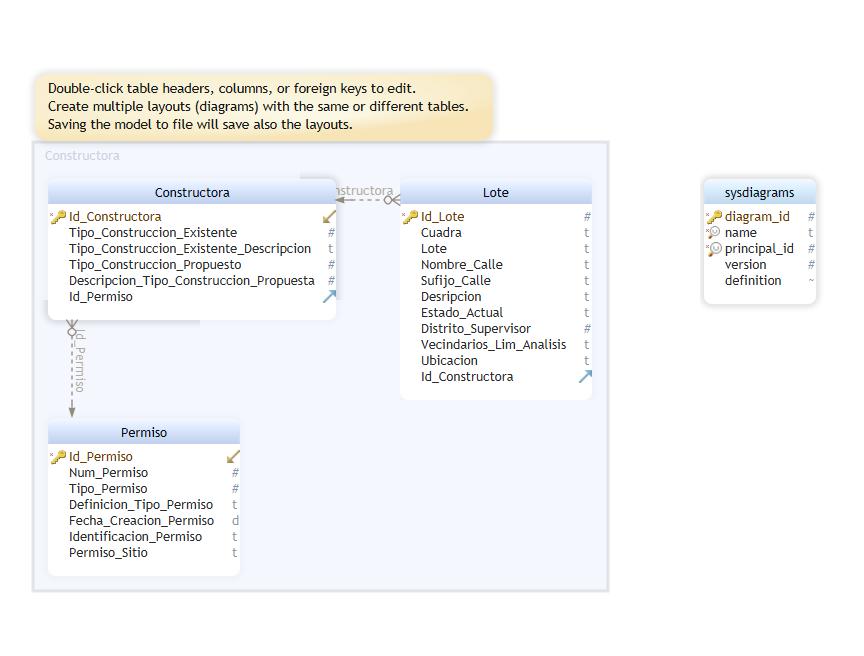 Double-click table headers, columns, or foreign keys to edit.
Create multiple layouts (diagrams) with the same or different tables.
Saving the model to file will save also the layouts.
Constructora
Constructora
Id_Constructora
Tipo_Construccion_Existente #
Tipo_Construccion_Existente_Descripcion t
Tipo_Construccion_Propuesto #
Descripcion_Tipo_Construccion_Propuesta #
Id_Permiso
Id_Permiso
Permiso
Id_Permiso
Num_Permiso #
Tipo_Permiso #
Definicion_Tipo_Permiso t
Fecha_Creacion_Permiso d
Identificacion_Permiso t
Permiso_Sitio t
nstructora
Lote
Id_Lote #
Cuadra t
Lote t
Nombre_Calle t
Sufijo_Calle t
Desripcion t
Estado_Actual t
Distrito_Supervisor #
Vecindarios_Lim_Analisis t
Ubicacion t
Id_Constructora
sysdiagrams
diagram_id #
name t
principal_id #
version #
definition ~